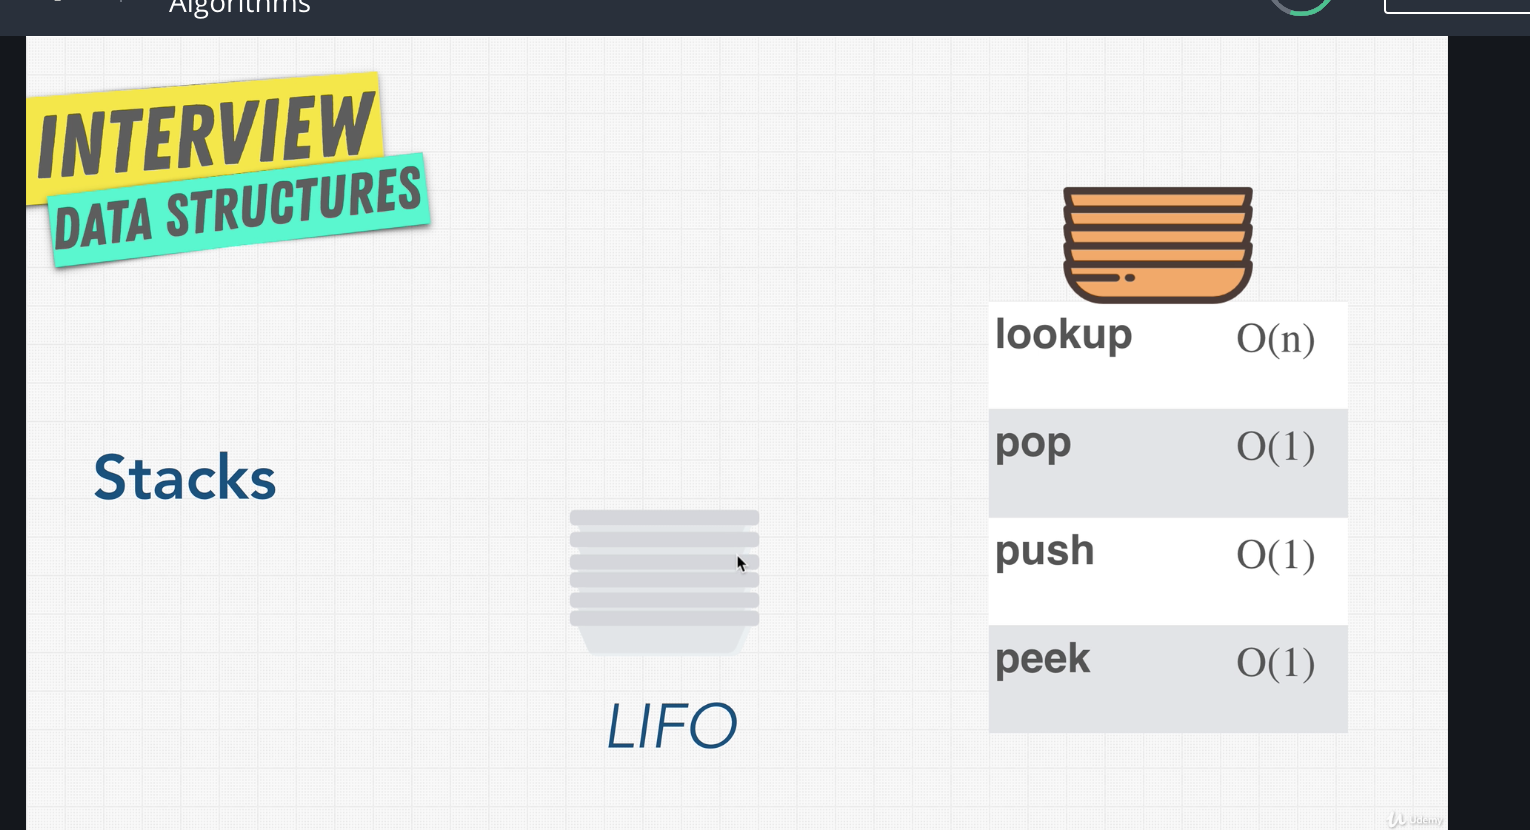 Algorithms
INTERVIEW
DATA STRUCTURES
Stacks
LIFO
lookup O(n)
pop O(1)
push O(1)
peek O(1)
Udemy